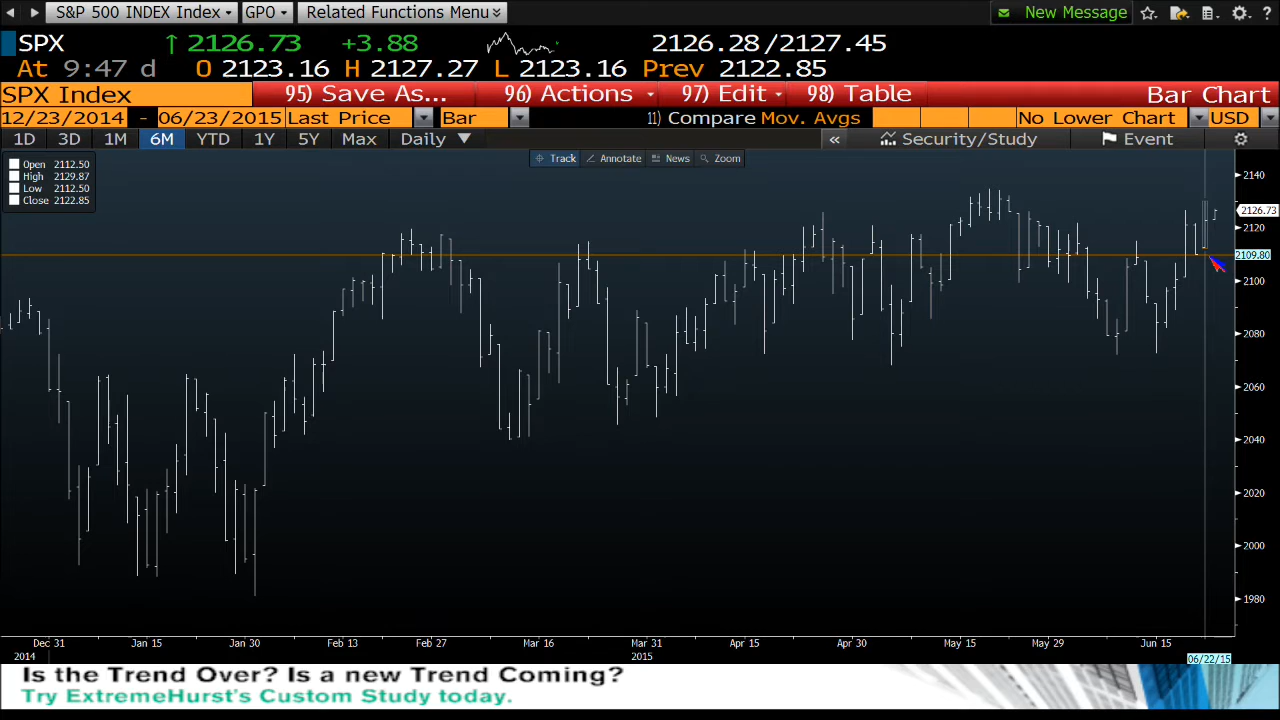 S&P 500 INDEX Index GPO Related Functions Menu New Message ?
SPX ↑ 2126.73 +3.88 2126.28/2127.45
At 9:47 d O 2123.16 H 2127.27 L 2123.16 Prev 2122.85
SPX Index 95) Save As... 96) Actions 97) Edit 98) Table Bar Chart
12/23/2014 - 06/23/2015 Last Price Bar 11) Compare Mov. Avgs No Lower Chart USD
1D 3D 1M 6M YTD 1Y 5Y Max Daily « Security/Study Event
Track Annotate News Zoom
Open 2112.50
High 2129.87
Low 2112.50
Close 2122.85
2140
2126.73
2120
2109.80
2100
2080
2060
2040
2020
2000
1980
Dec 31 Jan 15 Jan 30 Feb 13 Feb 27 Mar 16 Mar 31 Apr 15 Apr 30 May 15 May 29 Jun 15
2014 2015 06/22/15
Is the Trend Over? Is a new Trend Coming?
Try ExtremeHurst's Custom Study today.